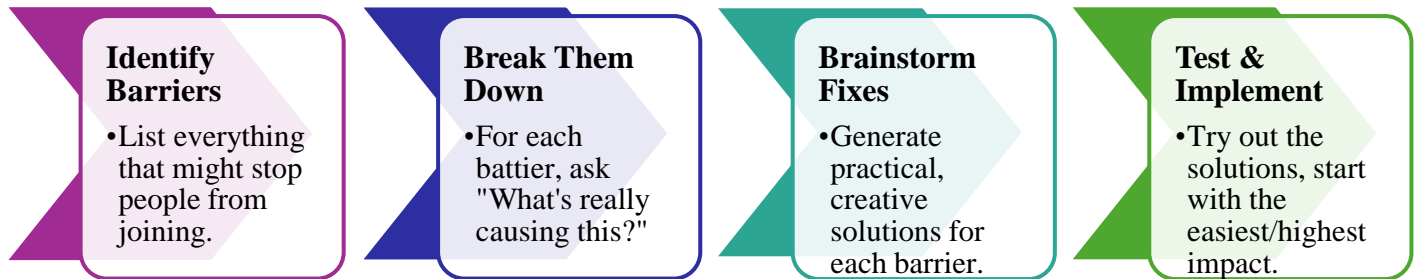 Identify
Barriers
•List everything
that might stop
people from
joining.
Break Them
Down
•For each
battier, ask
"What's really
causing this?"
Brainstorm
Fixes
•Generate
practical,
creative
solutions for
each barrier.
Test &
Implement
•Try out the
solutions, start
with the
easiest/highest
impact.